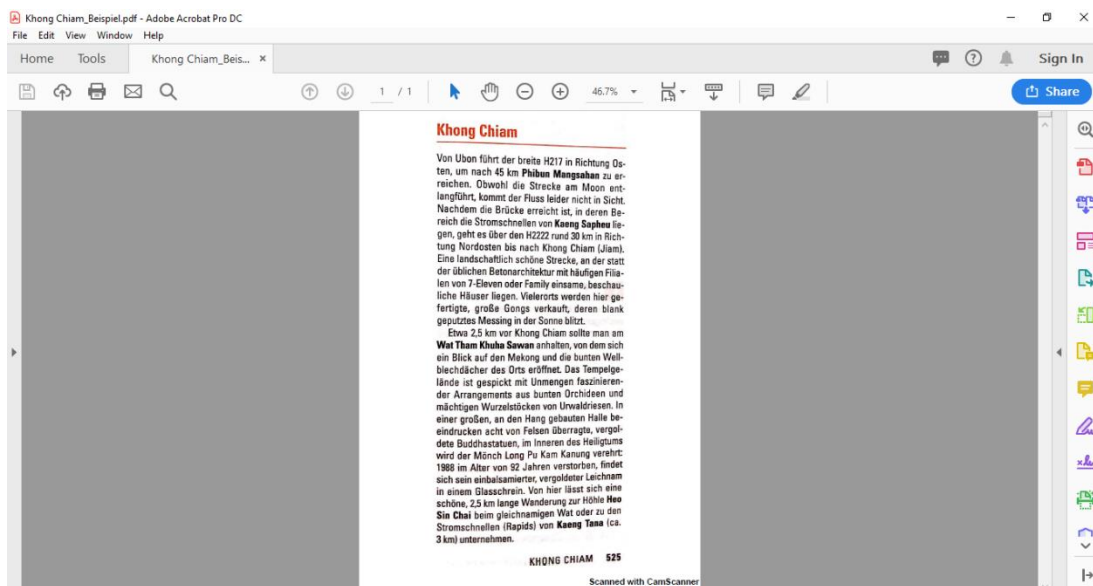 Khong Chiam_Beispiel.pdf - Adobe Acrobat Pro DC
File Edit View Window Help
Home Tools Khong Chiam_Beis... × Sign In
1 / 1 46.7% Share
Khong Chiam
Von Ubon führt der breite H217 in Richtung Os-
ten, um nach 45 km Phibun Mangsahan zu er-
reichen. Obwohl die Strecke am Moon ent-
langführt, kommt der Fluss leider nicht in Sicht.
Nachdem die Brücke erreicht ist, in deren Be-
reich die Stromschnellen von Kaeng Sapheu lie-
gen, geht es über den H2222 rund 30 km in Rich-
tung Nordosten bis nach Khong Chiam (Jiam).
Eine landschaftlich schöne Strecke, an der statt
der üblichen Betonarchitektur mit häufigen Filia-
len von 7-Eleven oder Family einsame, beschau-
liche Häuser liegen. Vielerorts werden hier ge-
fertigte, große Gongs verkauft, deren blank
geputztes Messing in der Sonne blitzt.
Etwa 2,5 km vor Khong Chiam sollte man am
Wat Tham Khuha Sawan anhalten, von dem sich
ein Blick auf den Mekong und die bunten Well-
blechdächer des Orts eröffnet. Das Tempelge-
lände ist gespickt mit Unmengen faszinieren-
der Arrangements aus bunten Orchideen und
mächtigen Wurzelstöcken von Urwaldriesen. In
einer großen, an den Hang gebauten Halle be-
eindrucken acht von Felsen überragte, vergol-
dete Buddhastatuen, im Inneren des Heiligtums
wird der Mönch Long Pu Kam Kanung verehrt:
1988 im Alter von 92 Jahren verstorben, findet
sich sein einbalsamierter, vergoldeter Leichnam
in einem Glasschrein. Von hier lässt sich eine
schöne, 2,5 km lange Wanderung zur Höhle Heo
Sin Chai beim gleichnamigen Wat oder zu den
Stromschnellen (Rapids) von Kaeng Tana (ca.
3 km) unternehmen.
KHONG CHIAM 525
Scanned with CamScanner